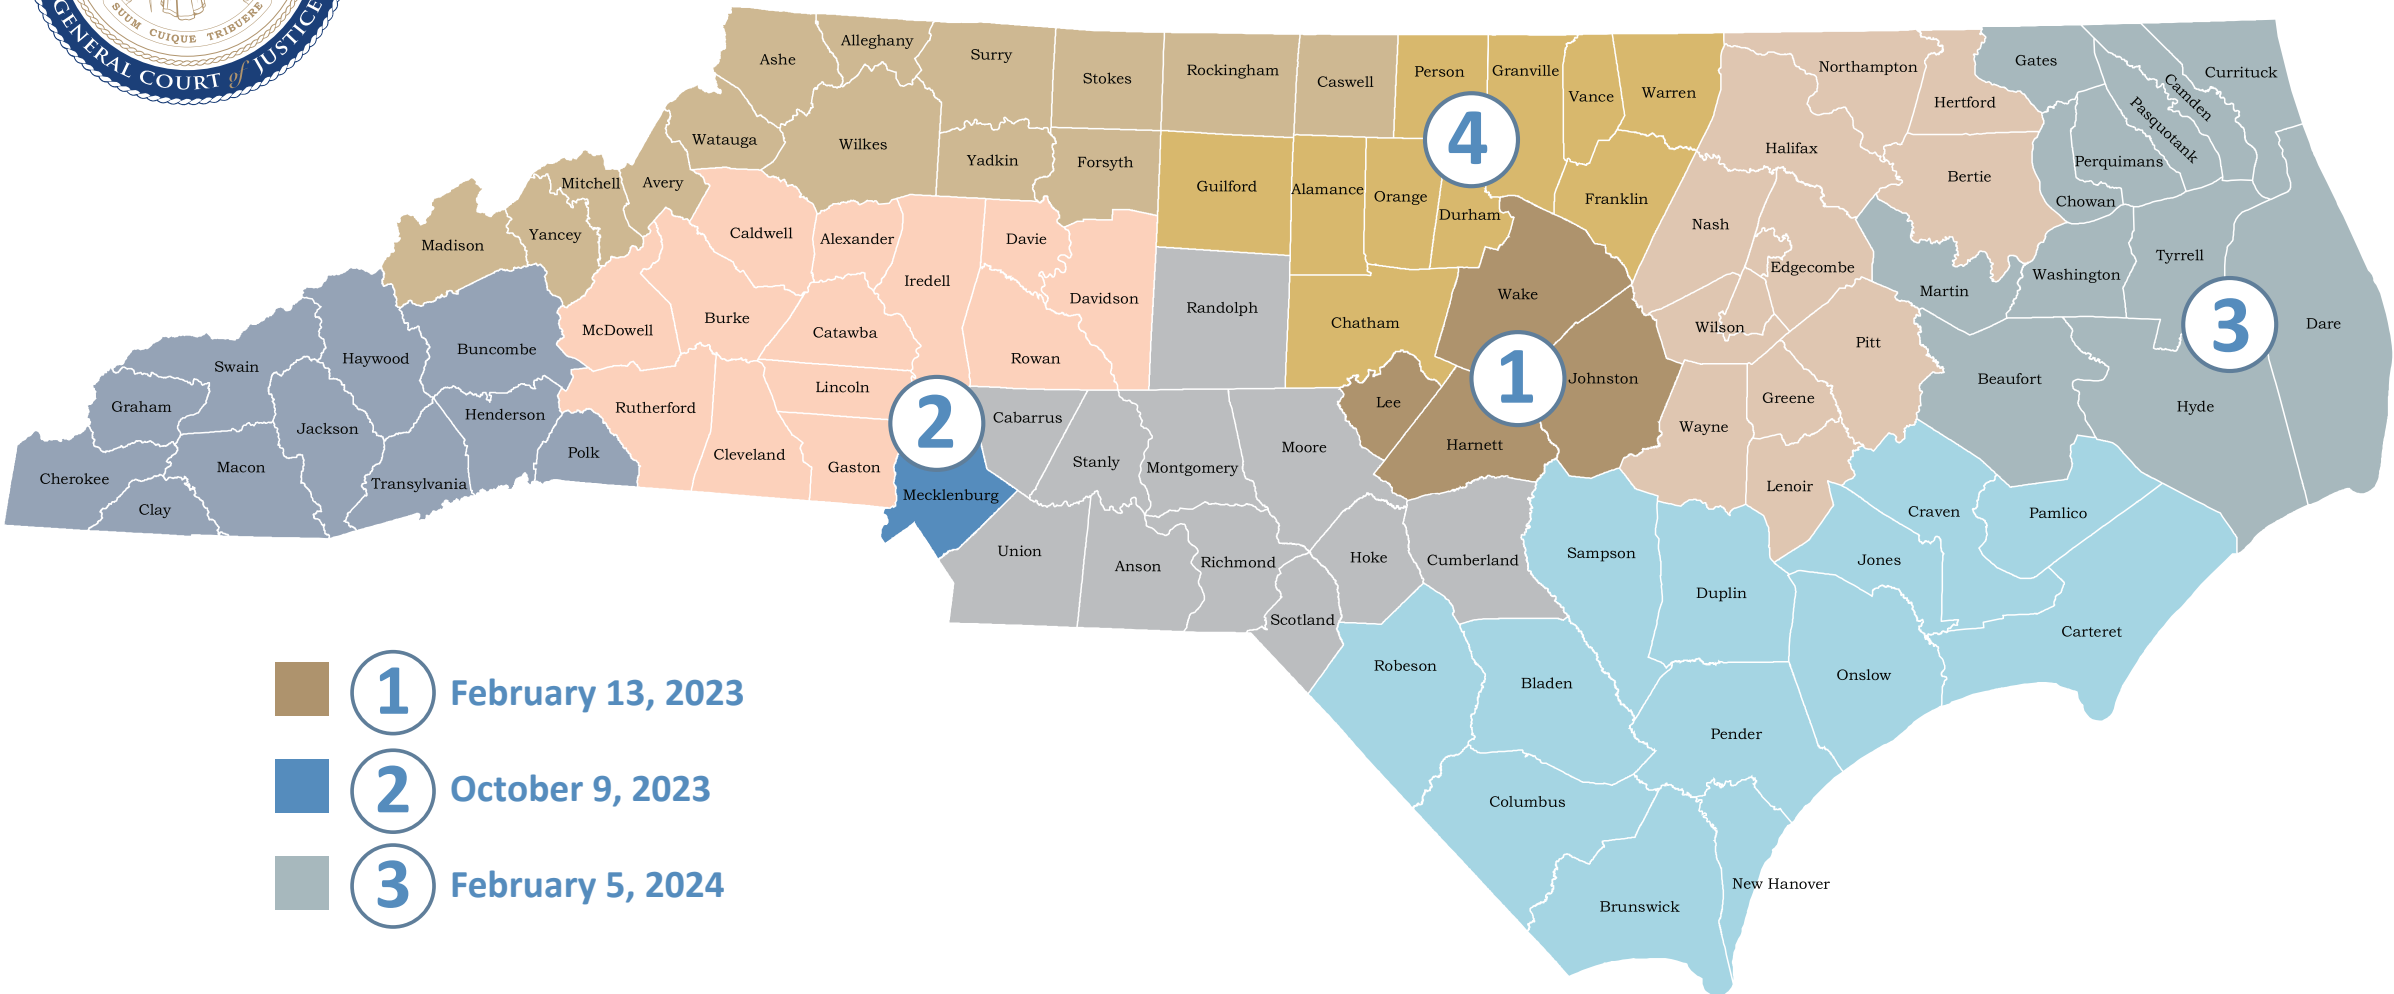 SUUM CUIQUE TRIBUERE
GENERAL COURT of JUSTICE
Ashe
Alleghany
Surry
Stokes
Rockingham
Caswell
Person
Granville
Vance
Warren
Northampton
Hertford
Gates
Camden
Currituck
Pasquotank
Perquimans
Chowan
Watauga
Wilkes
Yadkin
Forsyth
Guilford
Alamance
Orange
Durham
4
Franklin
Halifax
Bertie
Mitchell
Avery
Madison
Yancey
Caldwell
Alexander
Iredell
Davie
Davidson
Randolph
Chatham
Wake
Nash
Edgecombe
Martin
Washington
Tyrrell
Dare
3
McDowell
Burke
Catawba
Rowan
Wilson
Pitt
Beaufort
Hyde
Swain
Haywood
Buncombe
Graham
Jackson
Henderson
Rutherford
Lincoln
2
Cabarrus
Lee
1
Johnston
Greene
Wayne
Cherokee
Macon
Clay
Transylvania
Polk
Cleveland
Gaston
Mecklenburg
Stanly
Montgomery
Moore
Harnett
Lenoir
Craven
Pamlico
Union
Anson
Richmond
Hoke
Cumberland
Sampson
Duplin
Jones
Carteret
Scotland
Robeson
Bladen
Onslow
Pender
Columbus
Brunswick
New Hanover
1 February 13, 2023
2 October 9, 2023
3 February 5, 2024